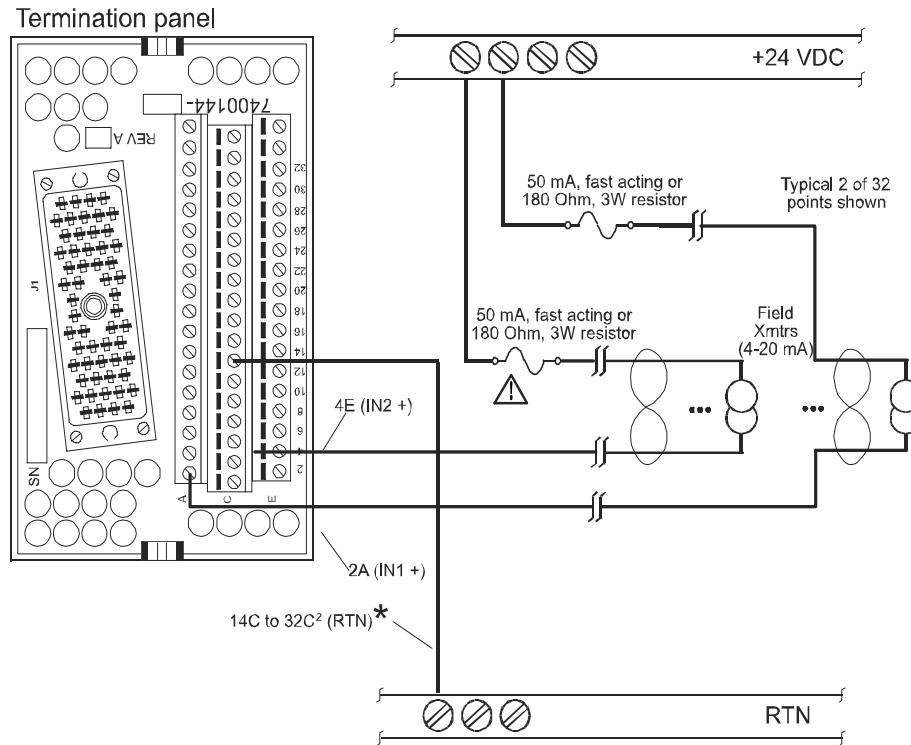 Termination panel
+24 VDC
7400144-
REV A
50 mA, fast acting or
180 Ohm, 3W resistor
Typical 2 of 32
points shown
32
30
28
26
24
22
20
18
16
14
12
10
8
6
4
2
J1
50 mA, fast acting or
180 Ohm, 3W resistor
Field
Xmtrs
(4-20 mA)
4E (IN2 +)
SN
A
C
E
2A (IN1 +)
14C to 32C² (RTN)*
RTN